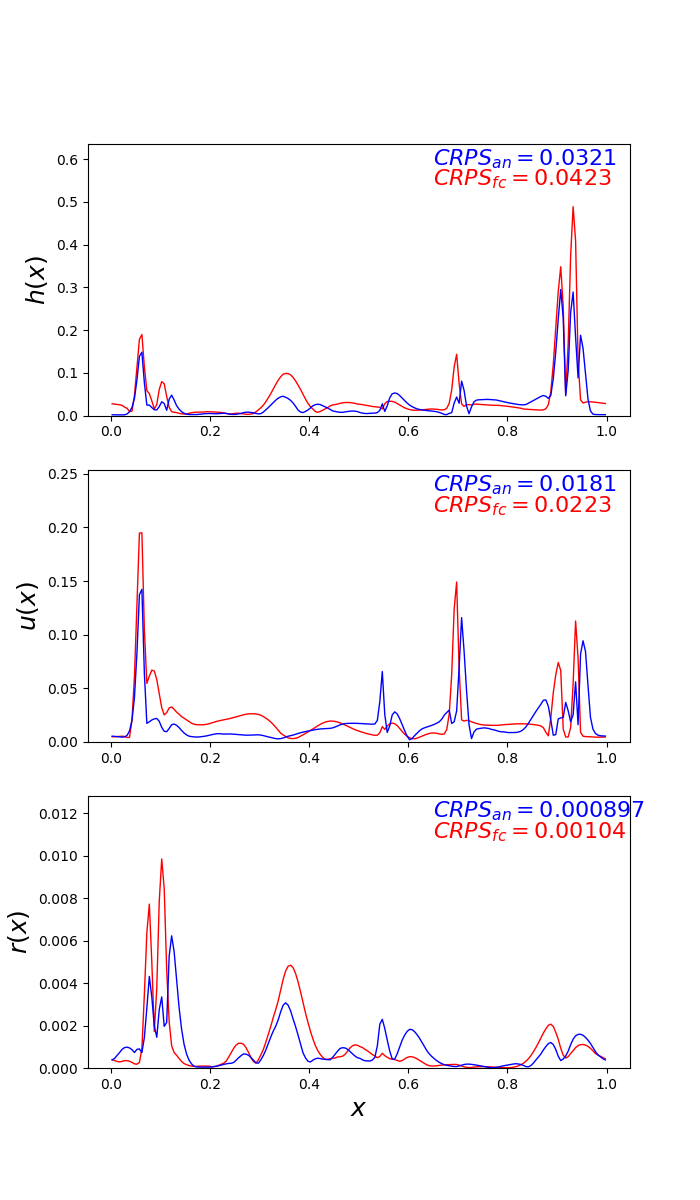 CRPS_an = 0.0321
CRPS_fc = 0.0423
0.6
0.5
0.4
0.3
0.2
0.1
0.0
h(x)
0.0 0.2 0.4 0.6 0.8 1.0
CRPS_an = 0.0181
CRPS_fc = 0.0223
0.25
0.20
0.15
0.10
0.05
0.00
u(x)
0.0 0.2 0.4 0.6 0.8 1.0
CRPS_an = 0.000897
CRPS_fc = 0.00104
0.012
0.010
0.008
0.006
0.004
0.002
0.000
r(x)
0.0 0.2 0.4 0.6 0.8 1.0
x